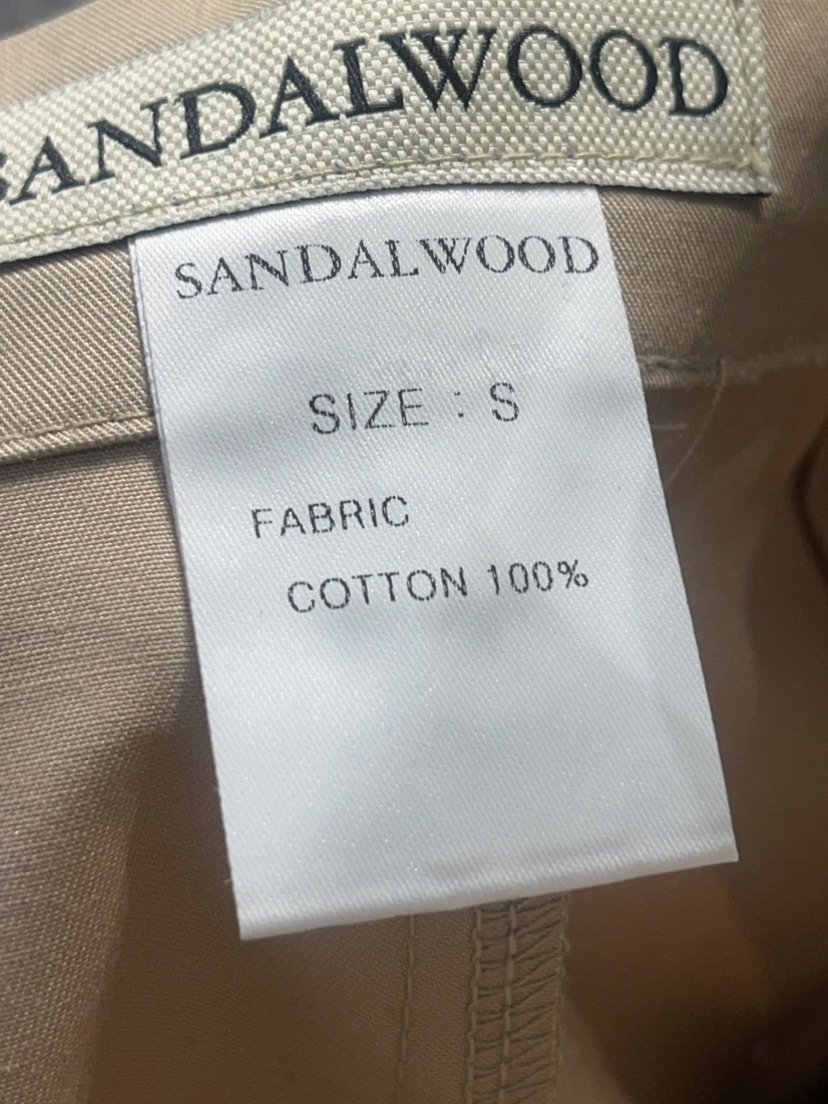 SANDALWOOD
SANDALWOOD
SIZE : S
FABRIC
COTTON 100%